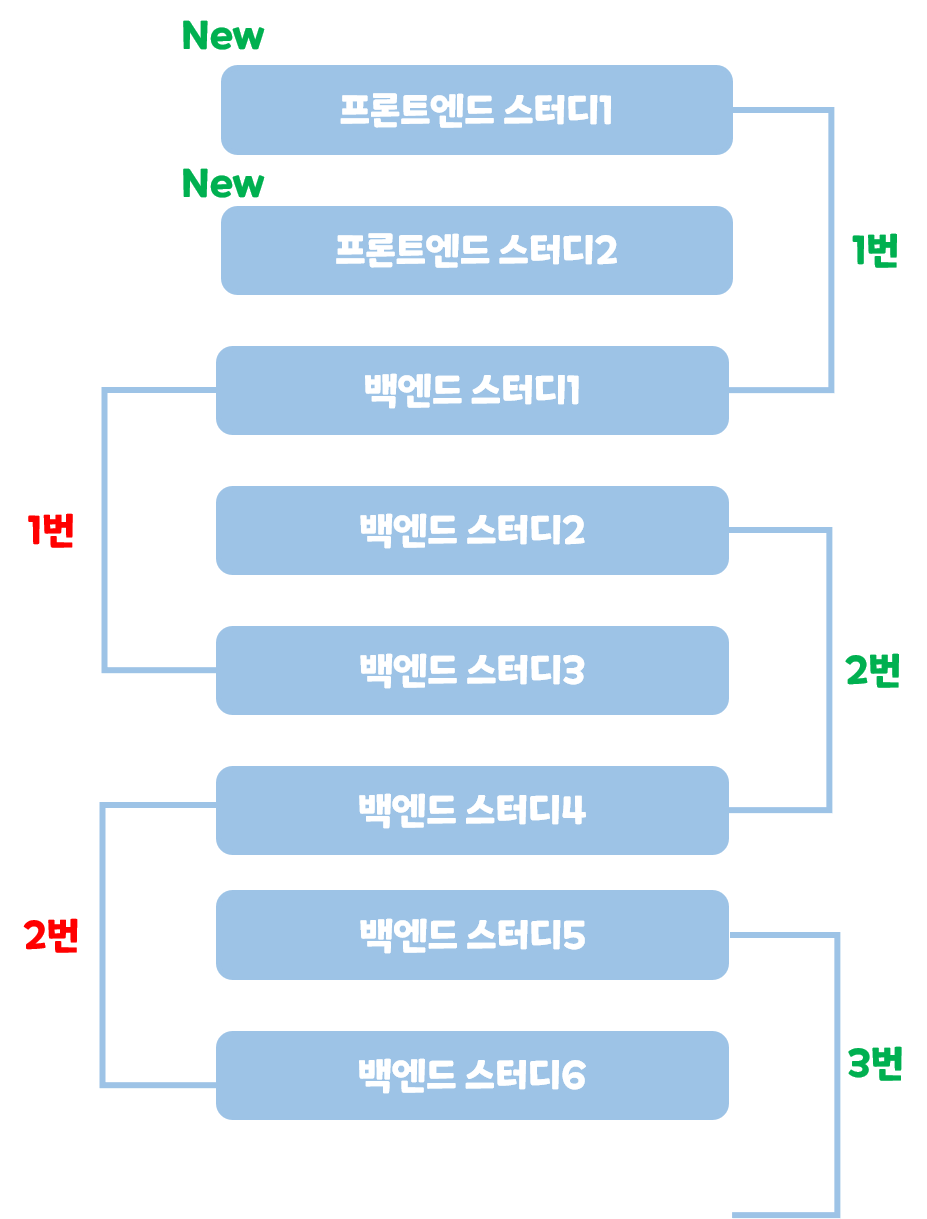 New
프론트엔드 스터디1
New
프론트엔드 스터디2
1번
백엔드 스터디1
1번
백엔드 스터디2
백엔드 스터디3
2번
백엔드 스터디4
2번
백엔드 스터디5
백엔드 스터디6
3번